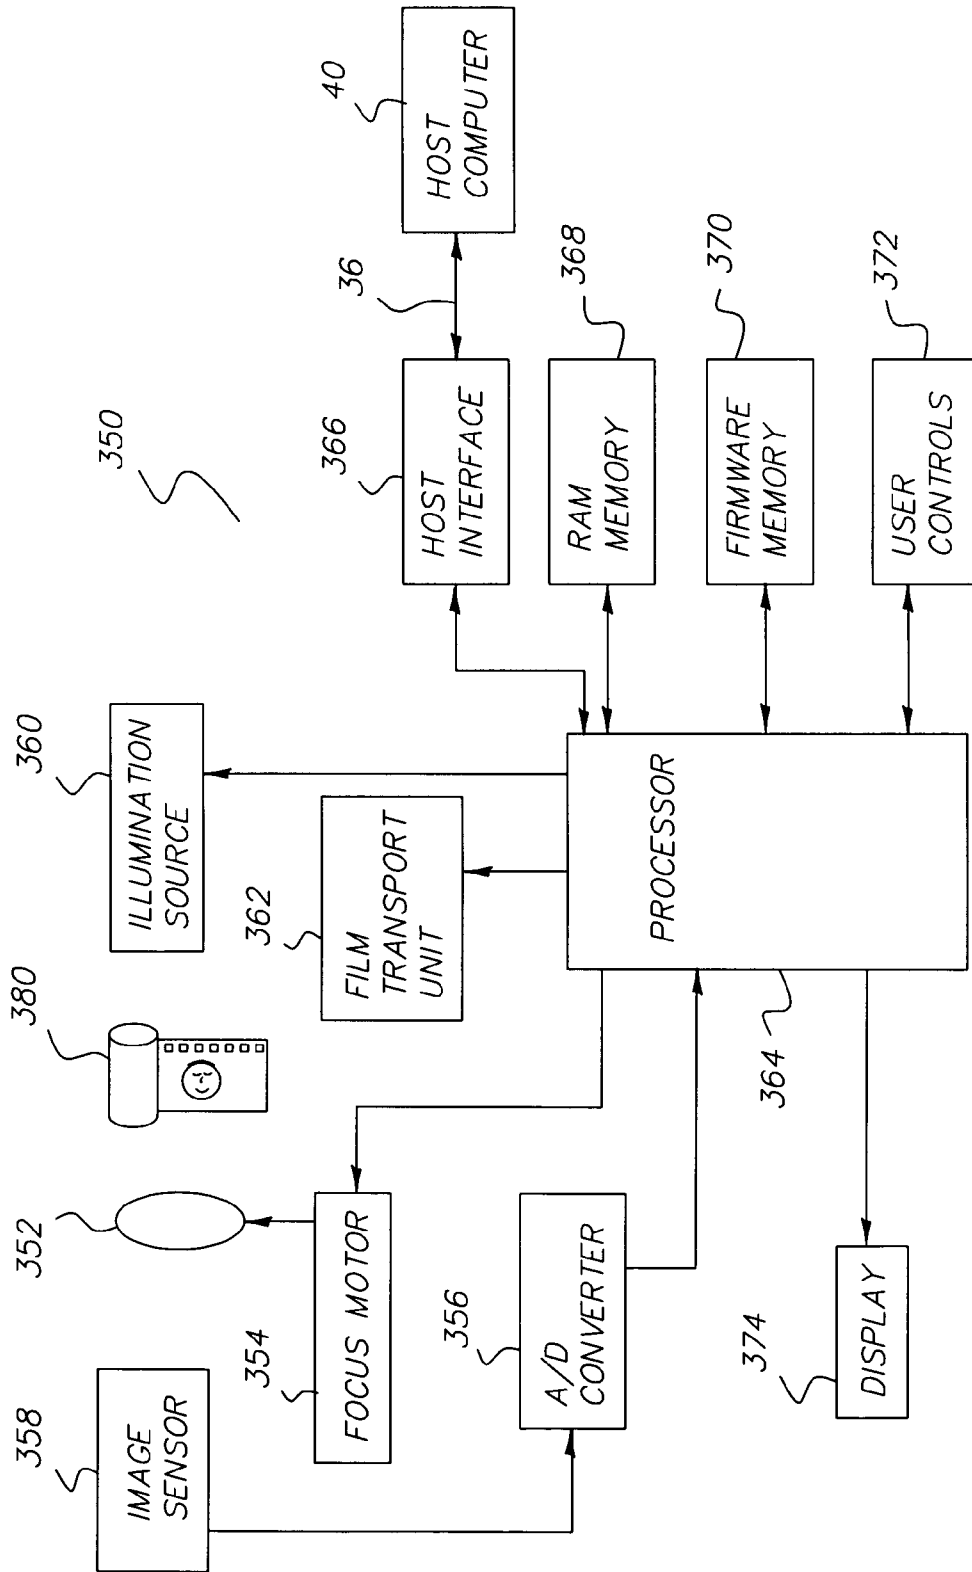 358
IMAGE
SENSOR
352
380
360
ILLUMINATION
SOURCE
350
354
FOCUS MOTOR
362
FILM
TRANSPORT
UNIT
366
HOST
INTERFACE
36
40
HOST
COMPUTER
356
A/D
CONVERTER
368
RAM
MEMORY
PROCESSOR
364
370
FIRMWARE
MEMORY
374
DISPLAY
372
USER
CONTROLS